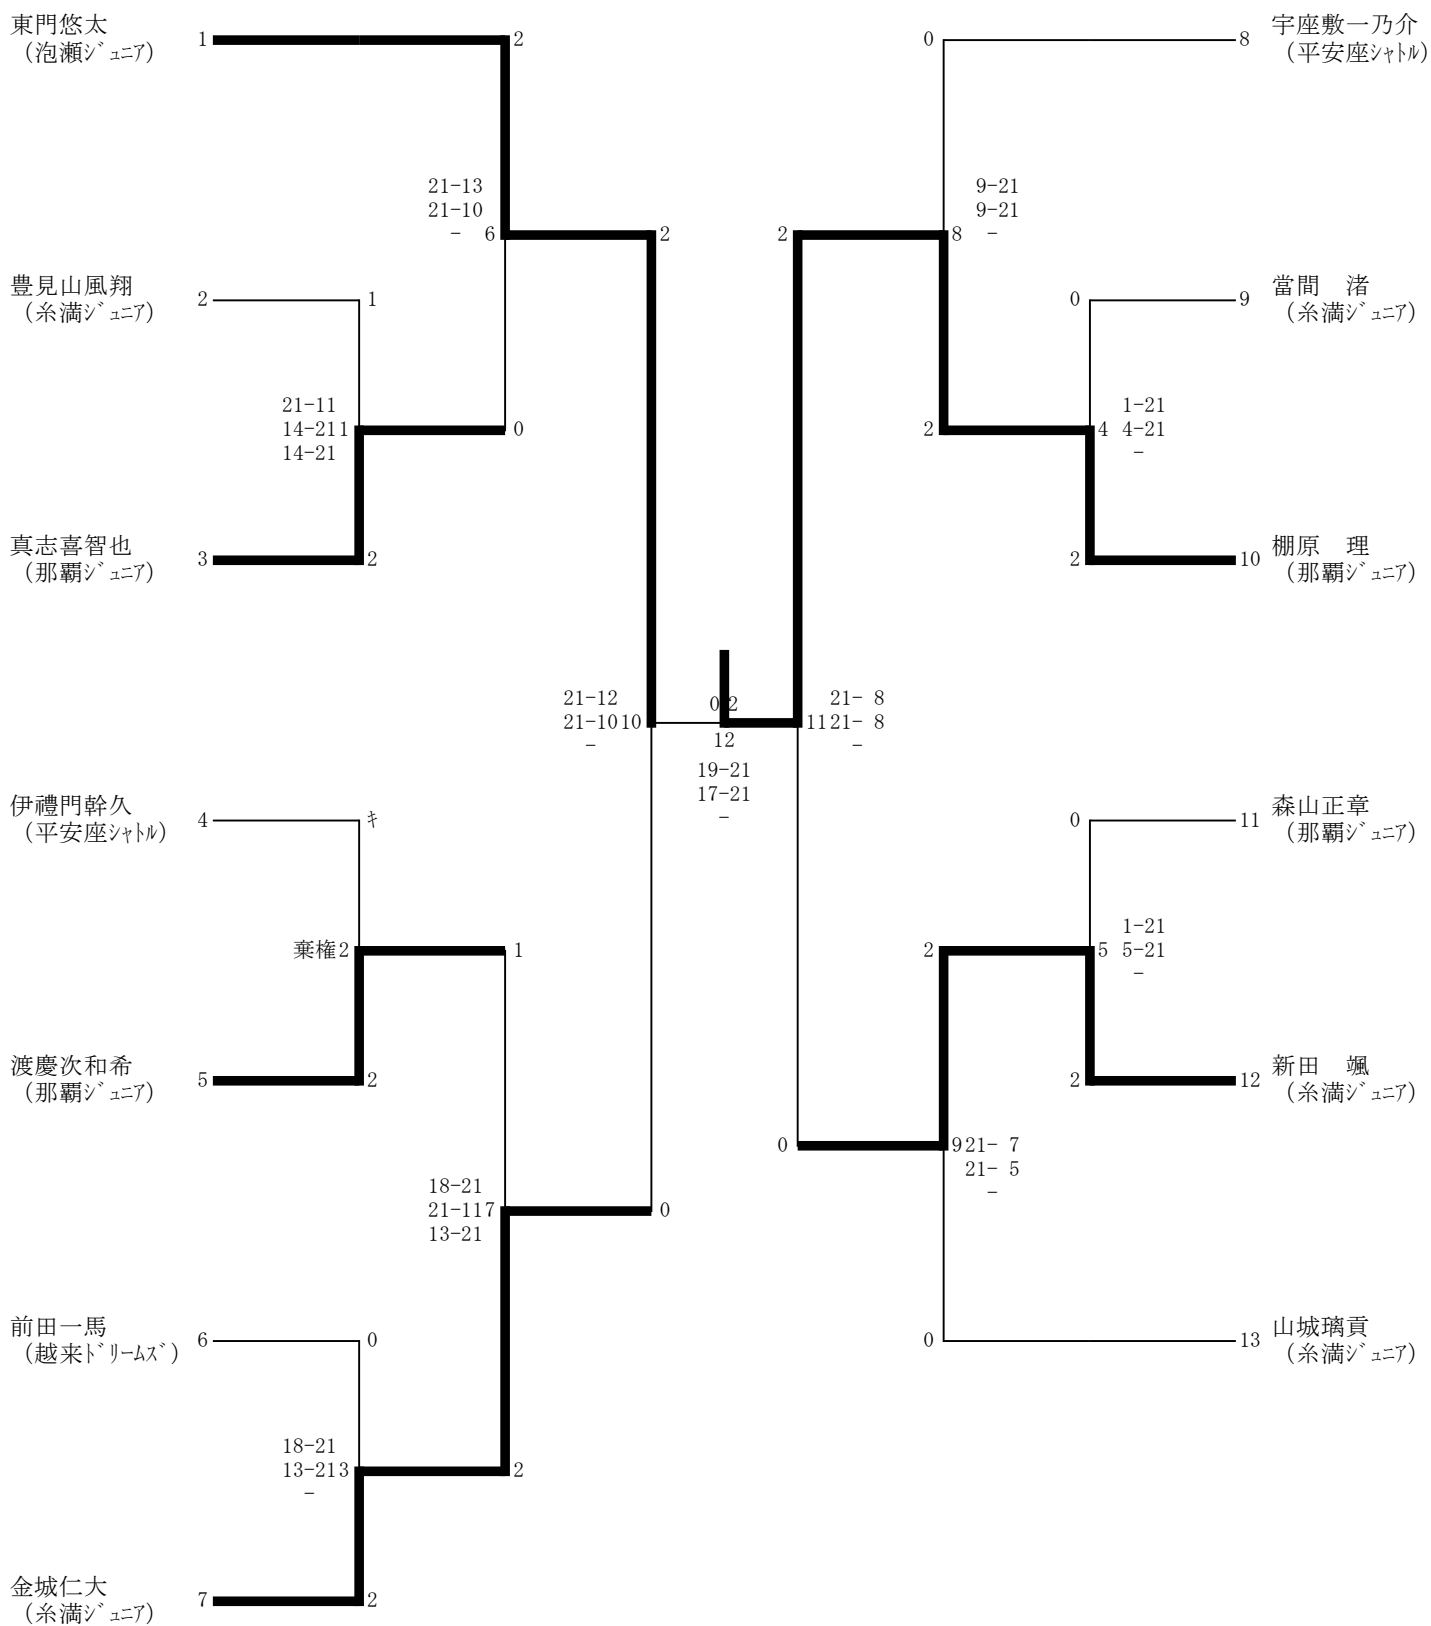 東門悠太
（泡瀬ｼﾞｭﾆｱ）
1
2
21-13
21-10
-
6
2
豊見山風翔
（糸満ｼﾞｭﾆｱ）
2
1
21-11
14-21
1
14-21
0
真志喜智也
（那覇ｼﾞｭﾆｱ）
3
2
21-12
21-10
10
-
伊禮門幹久
（平安座ｼｬﾄﾙ）
4
ｷ
棄権
2
1
渡慶次和希
（那覇ｼﾞｭﾆｱ）
5
2
18-21
21-11
7
13-21
0
前田一馬
（越来ﾄﾞﾘｰﾑｽﾞ）
6
0
18-21
13-21
3
-
2
金城仁大
（糸満ｼﾞｭﾆｱ）
7
2
0
2
12
19-21
17-21
-
0
8
宇座敷一乃介
（平安座ｼｬﾄﾙ）
9-21
9-21
-
2
8
0
9
當間　渚
（糸満ｼﾞｭﾆｱ）
1-21
4-21
-
2
4
2
10
棚原　理
（那覇ｼﾞｭﾆｱ）
21- 8
11
21- 8
-
0
11
森山正章
（那覇ｼﾞｭﾆｱ）
1-21
5-21
-
2
5
2
12
新田　颯
（糸満ｼﾞｭﾆｱ）
0
9
21- 7
21- 5
-
0
13
山城璃貢
（糸満ｼﾞｭﾆｱ）